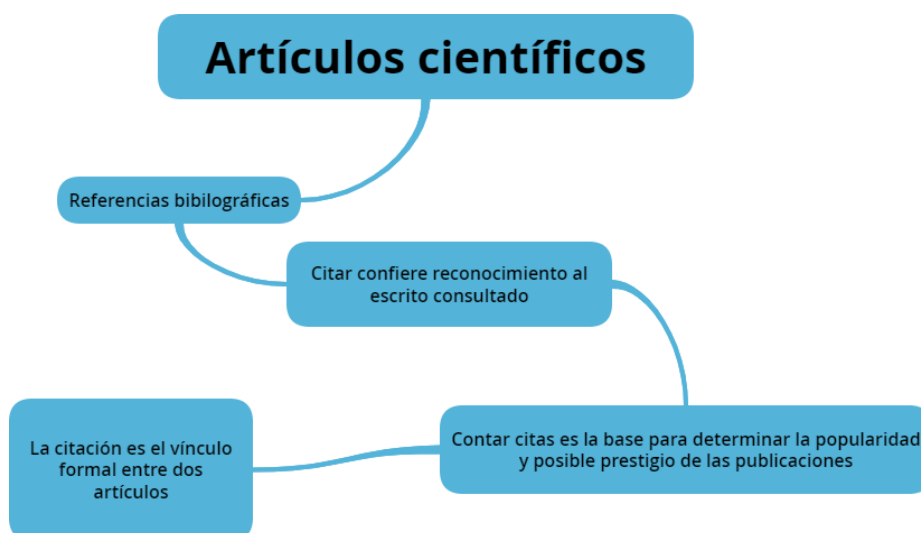 Artículos científicos
Referencias bibilográficas
Citar confiere reconocimiento al
escrito consultado
Contar citas es la base para determinar la popularidad
y posible prestigio de las publicaciones
La citación es el vínculo
formal entre dos
artículos